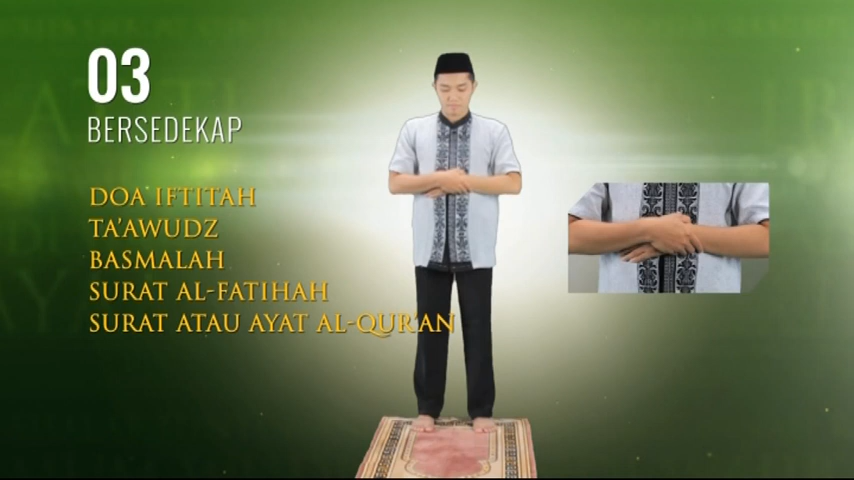 03
BERSEDEKAP
DOA IFTITAH
TA'AWUDZ
BASMALAH
SURAT AL-FATIHAH
SURAT ATAU AYAT AL-QUR'AN